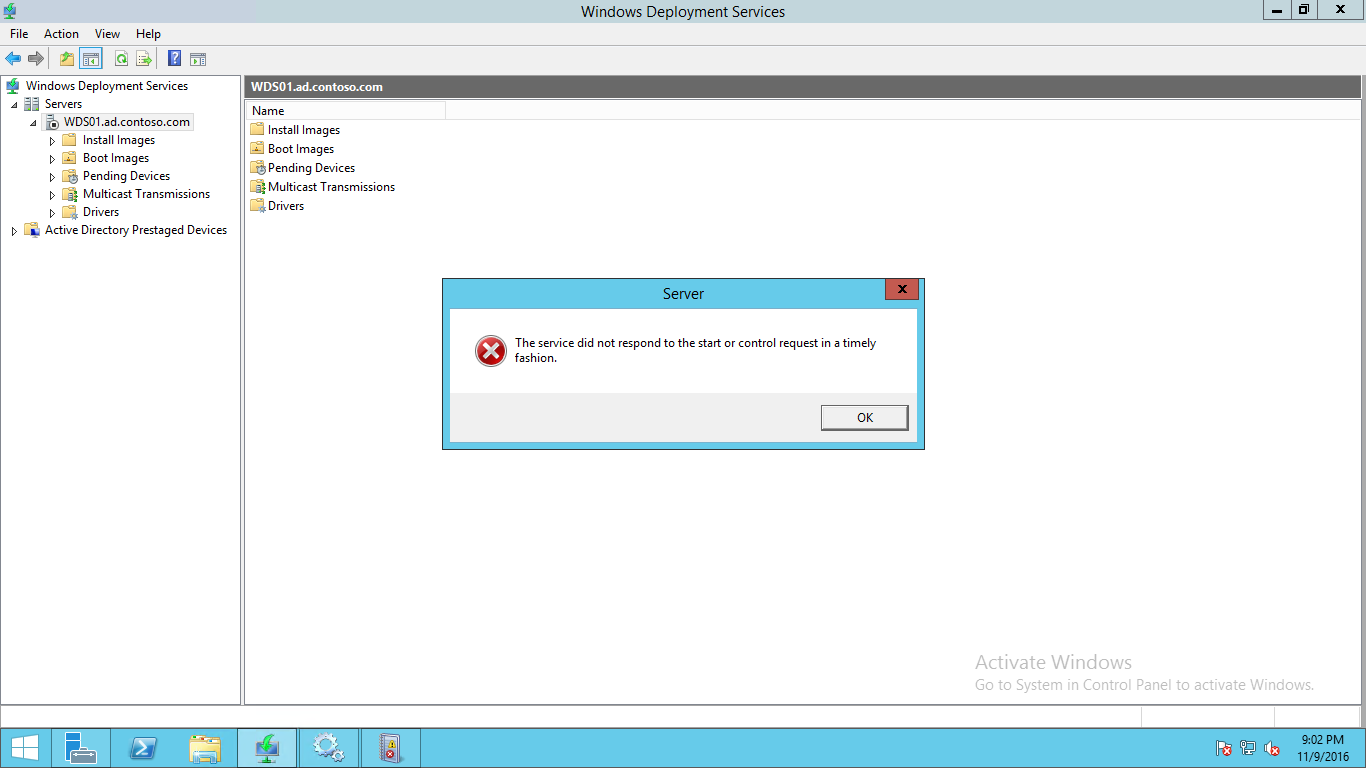 Windows Deployment Services
File Action View Help
Windows Deployment Services
Servers
WDS01.ad.contoso.com
Install Images
Boot Images
Pending Devices
Multicast Transmissions
Drivers
Active Directory Prestaged Devices
WDS01.ad.contoso.com
Name
Install Images
Boot Images
Pending Devices
Multicast Transmissions
Drivers
Server
The service did not respond to the start or control request in a timely
fashion.
OK
Activate Windows
Go to System in Control Panel to activate Windows.
9:02 PM
11/9/2016